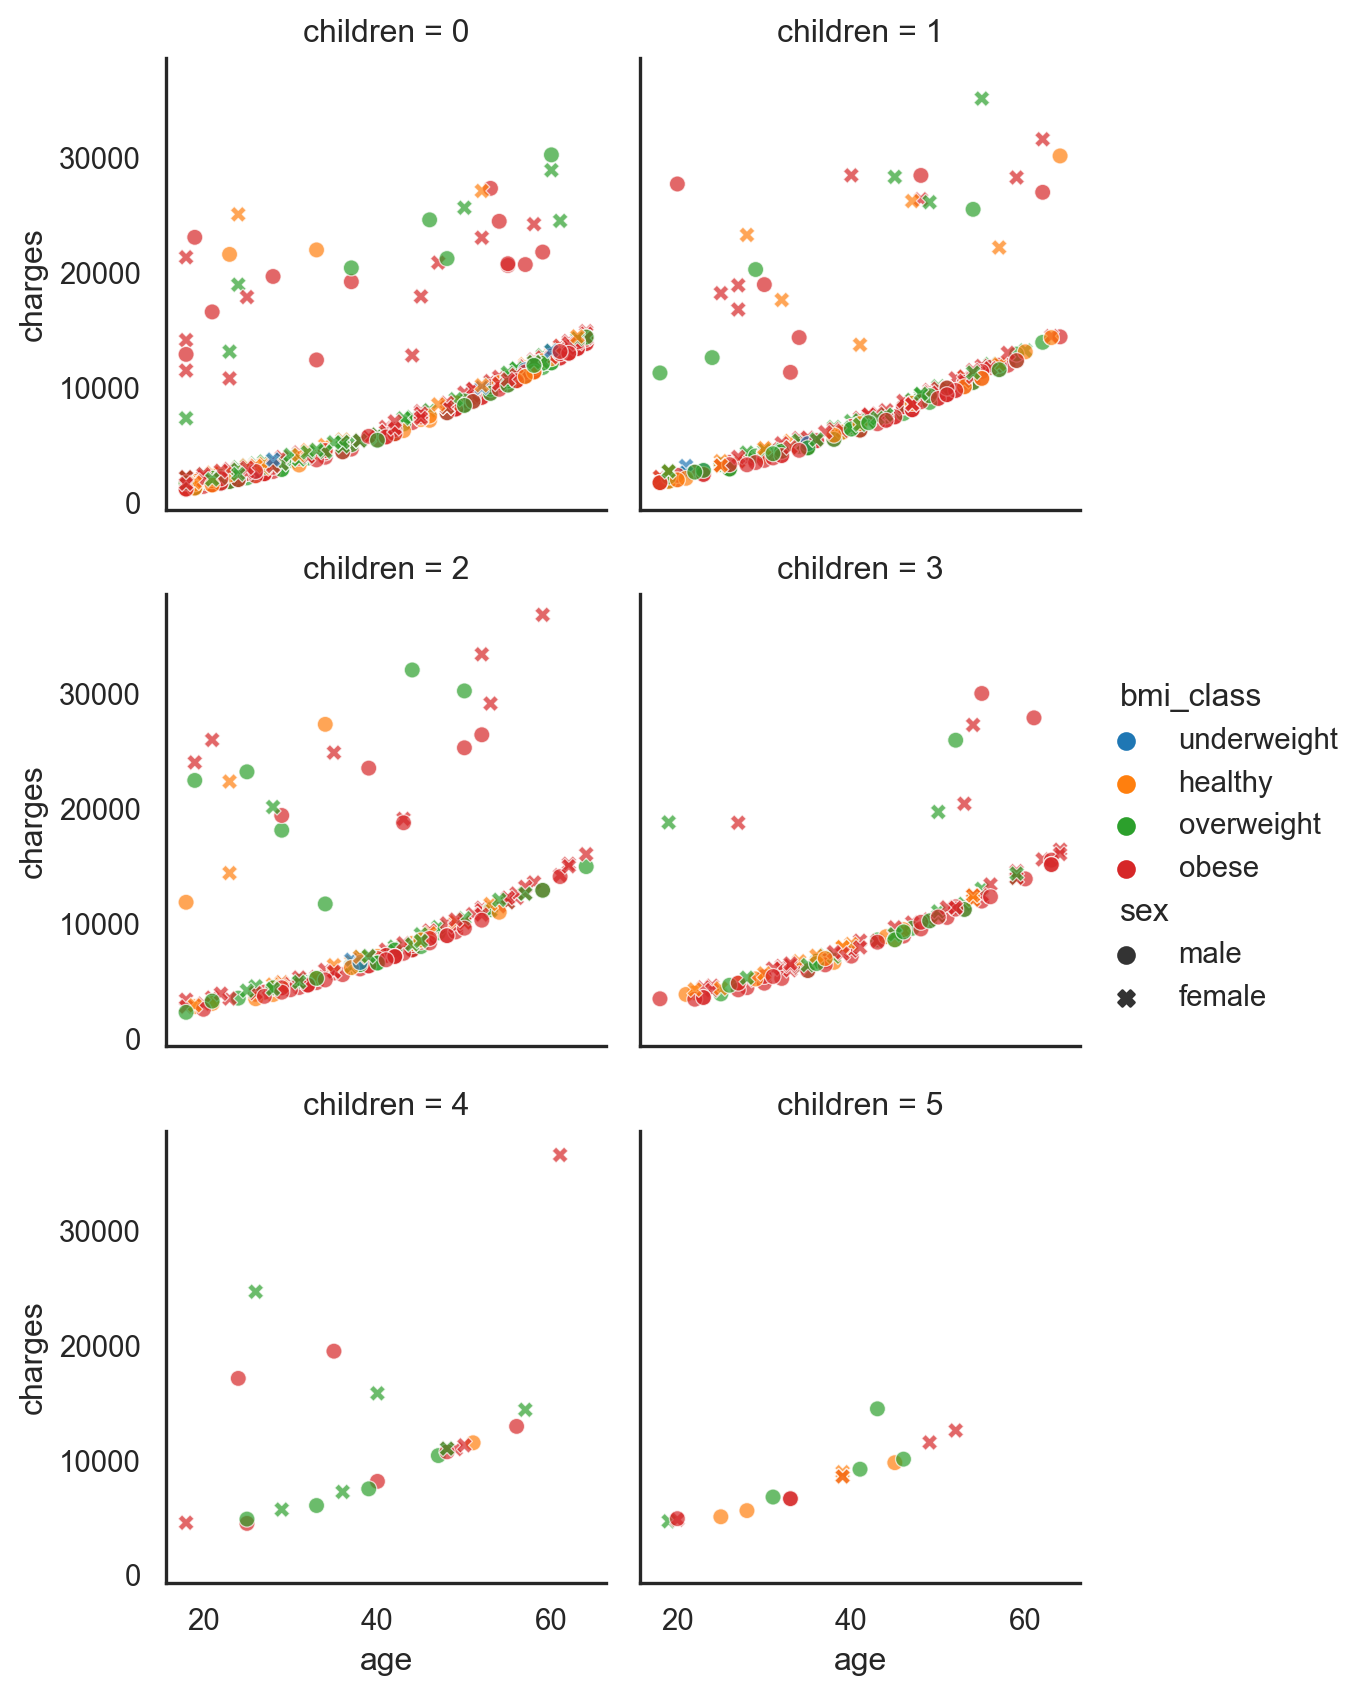 children = 0
children = 1
30000
20000
10000
0
charges
children = 2
children = 3
30000
20000
10000
0
charges
bmi_class
underweight
healthy
overweight
obese
sex
male
female
children = 4
children = 5
30000
20000
10000
0
charges
20 40 60
age
20 40 60
age